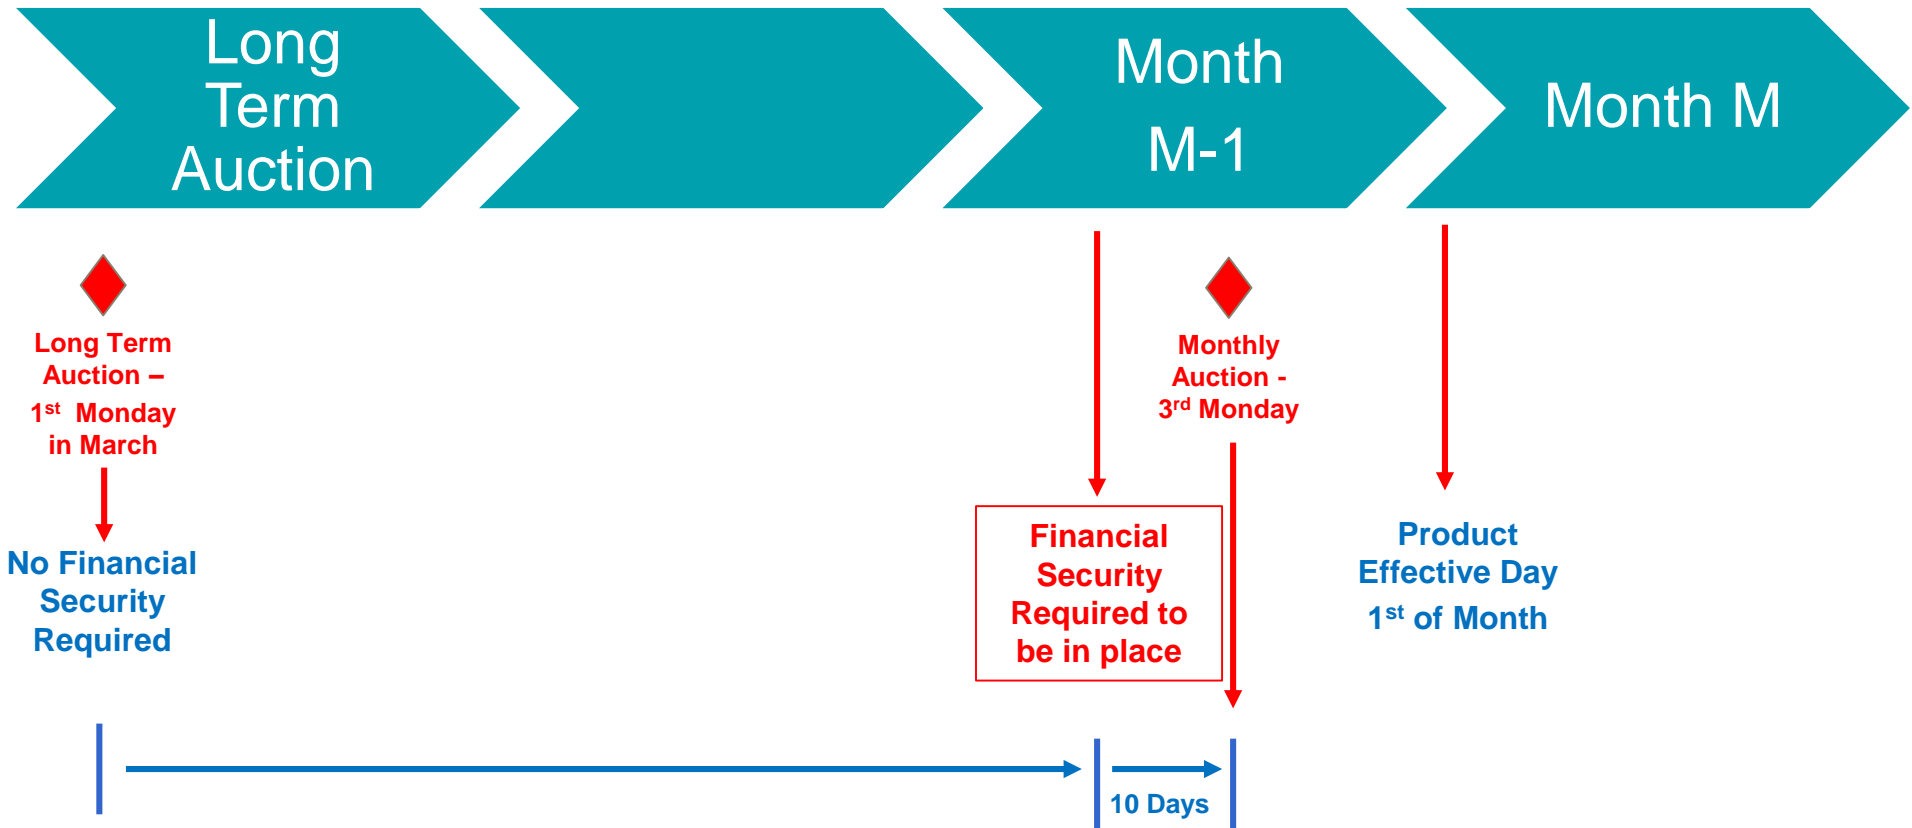 Long
Term
Auction
Month
M-1
Month M
Long Term
Auction –
1st Monday
in March
No Financial
Security
Required
Financial
Security
Required to
be in place
Monthly
Auction -
3rd Monday
Product
Effective Day
1st of Month
10 Days